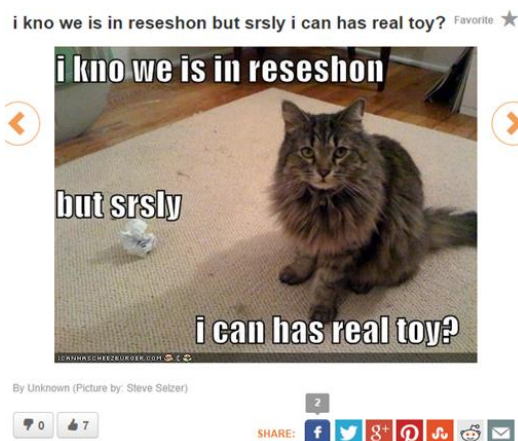 i kno we is in reseshon but srsly i can has real toy? Favorite
i kno we is in reseshon
but srsly
i can has real toy?
ICANHASCHEEZBURGER.COM
By Unknown (Picture by: Steve Selzer)
0 7
2
SHARE: f g+